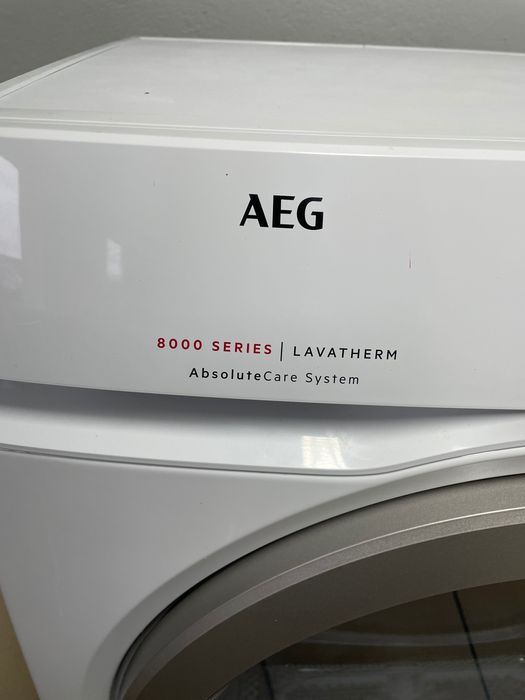 AEG
8000 SERIES | LAVATHERM
AbsoluteCare System